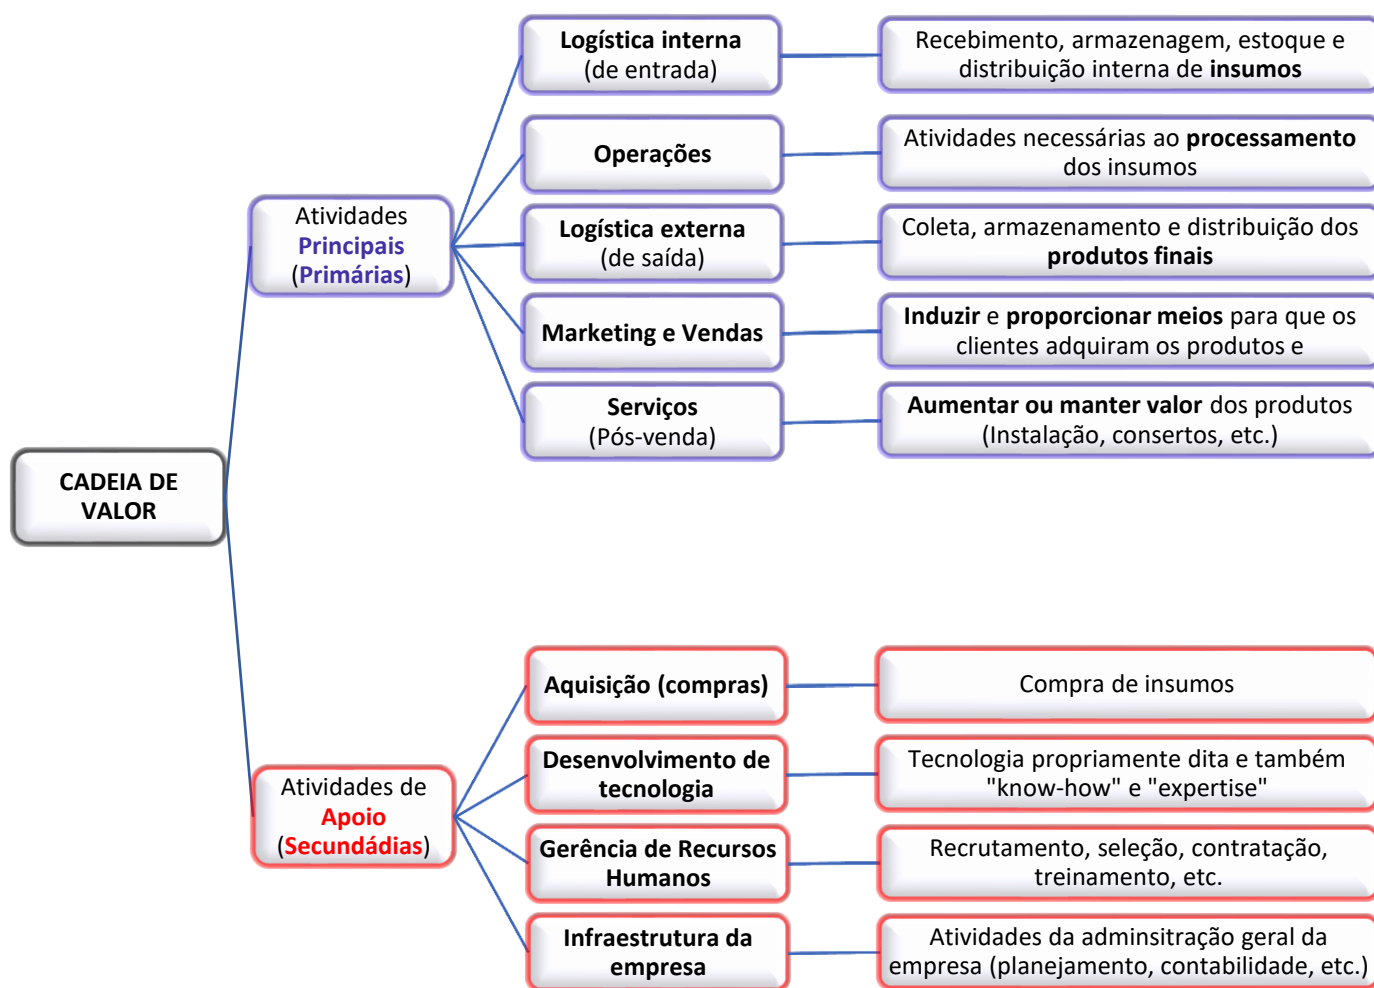 CADEIA DE
VALOR
Atividades
Principais
(Primárias)
Logística interna
(de entrada)
Recebimento, armazenagem, estoque e
distribuição interna de insumos
Operações
Atividades necessárias ao processamento
dos insumos
Logística externa
(de saída)
Coleta, armazenamento e distribuição dos
produtos finais
Marketing e Vendas
Induzir e proporcionar meios para que os
clientes adquiram os produtos e
Serviços
(Pós-venda)
Aumentar ou manter valor dos produtos
(Instalação, consertos, etc.)
Atividades de
Apoio
(Secundádias)
Aquisição (compras)
Compra de insumos
Desenvolvimento de
tecnologia
Tecnologia propriamente dita e também
"know-how" e "expertise"
Gerência de Recursos
Humanos
Recrutamento, seleção, contratação,
treinamento, etc.
Infraestrutura da
empresa
Atividades da adminsitração geral da
empresa (planejamento, contabilidade, etc.)